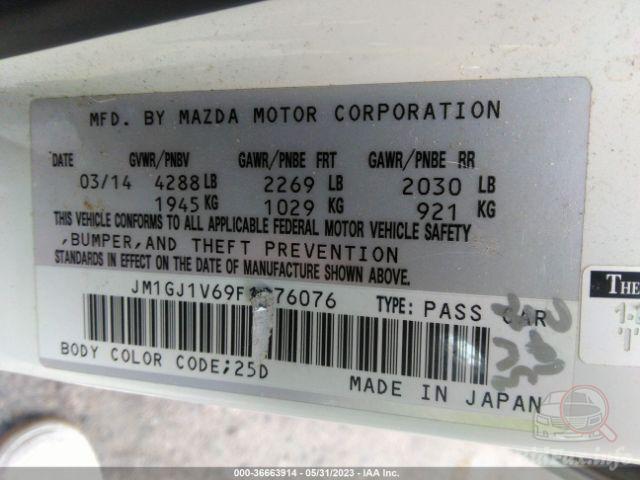 MFD. BY MAZDA MOTOR CORPORATION
DATE GVWR/PNBV GAWR/PNBE FRT GAWR/PNBE RR
03/14 4288 LB 2269 LB 2030 LB
1945 KG 1029 KG 921 KG
THIS VEHICLE CONFORMS TO ALL APPLICABLE FEDERAL MOTOR VEHICLE SAFETY
,BUMPER,AND THEFT PREVENTION
STANDARDS IN EFFECT ON THE DATE OF MANUFACTURE SHOWN ABOVE.
TYPE: PASS CAR
BODY COLOR CODE;25D
MADE IN JAPAN
THE
000-36663914 - 05/31/2023 - IAA Inc.